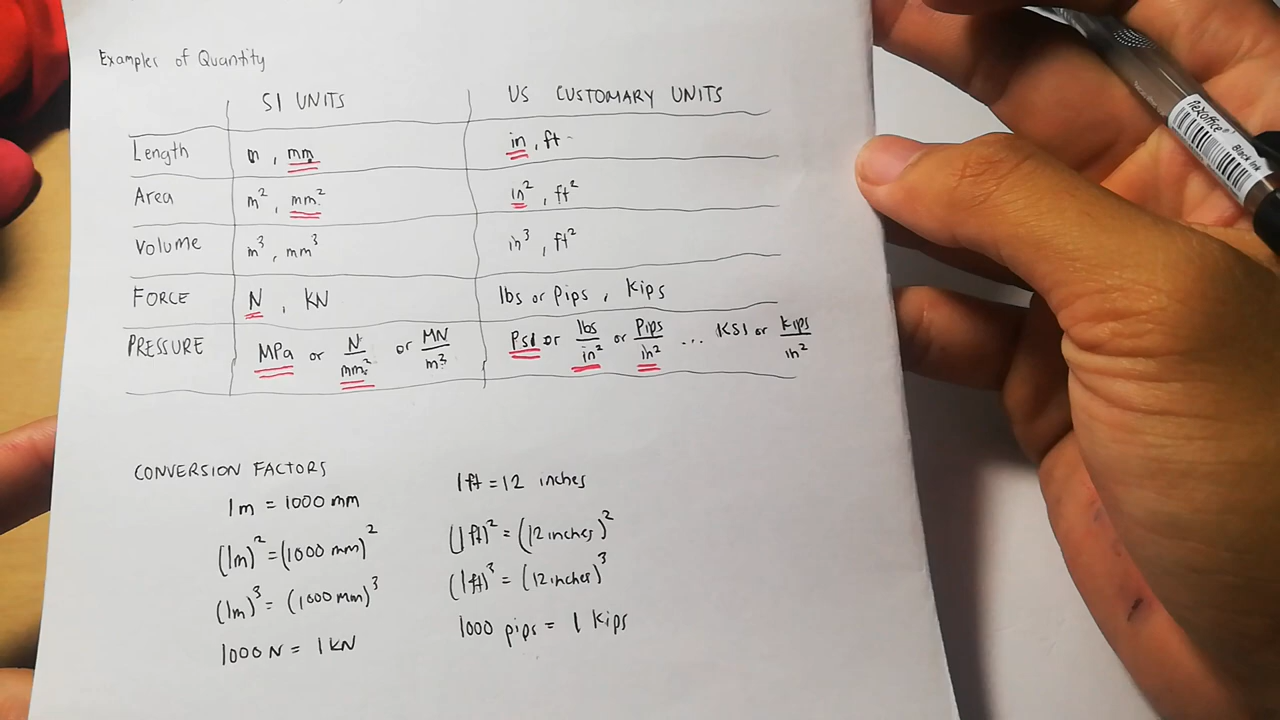 Examples of Quantity
SI UNITS US CUSTOMARY UNITS
Length m , mm in , ft
Area m² , mm² in² , ft²
Volume m³ , mm³ in³ , ft²
FORCE N , KN lbs or Pips , Kips
PRESSURE MPa or N/mm² or MN/m³ Psi or lbs/in² or Pips/in² ... KSI or Kips/in²
CONVERSION FACTORS
1m = 1000 mm
(1m)² = (1000 mm)²
(1m)³ = (1000 mm)³
1000 N = 1 KN
1ft = 12 inches
(1ft)² = (12 inches)²
(1ft)³ = (12 inches)³
1000 pips = 1 Kips
flexoffice
Black Ink